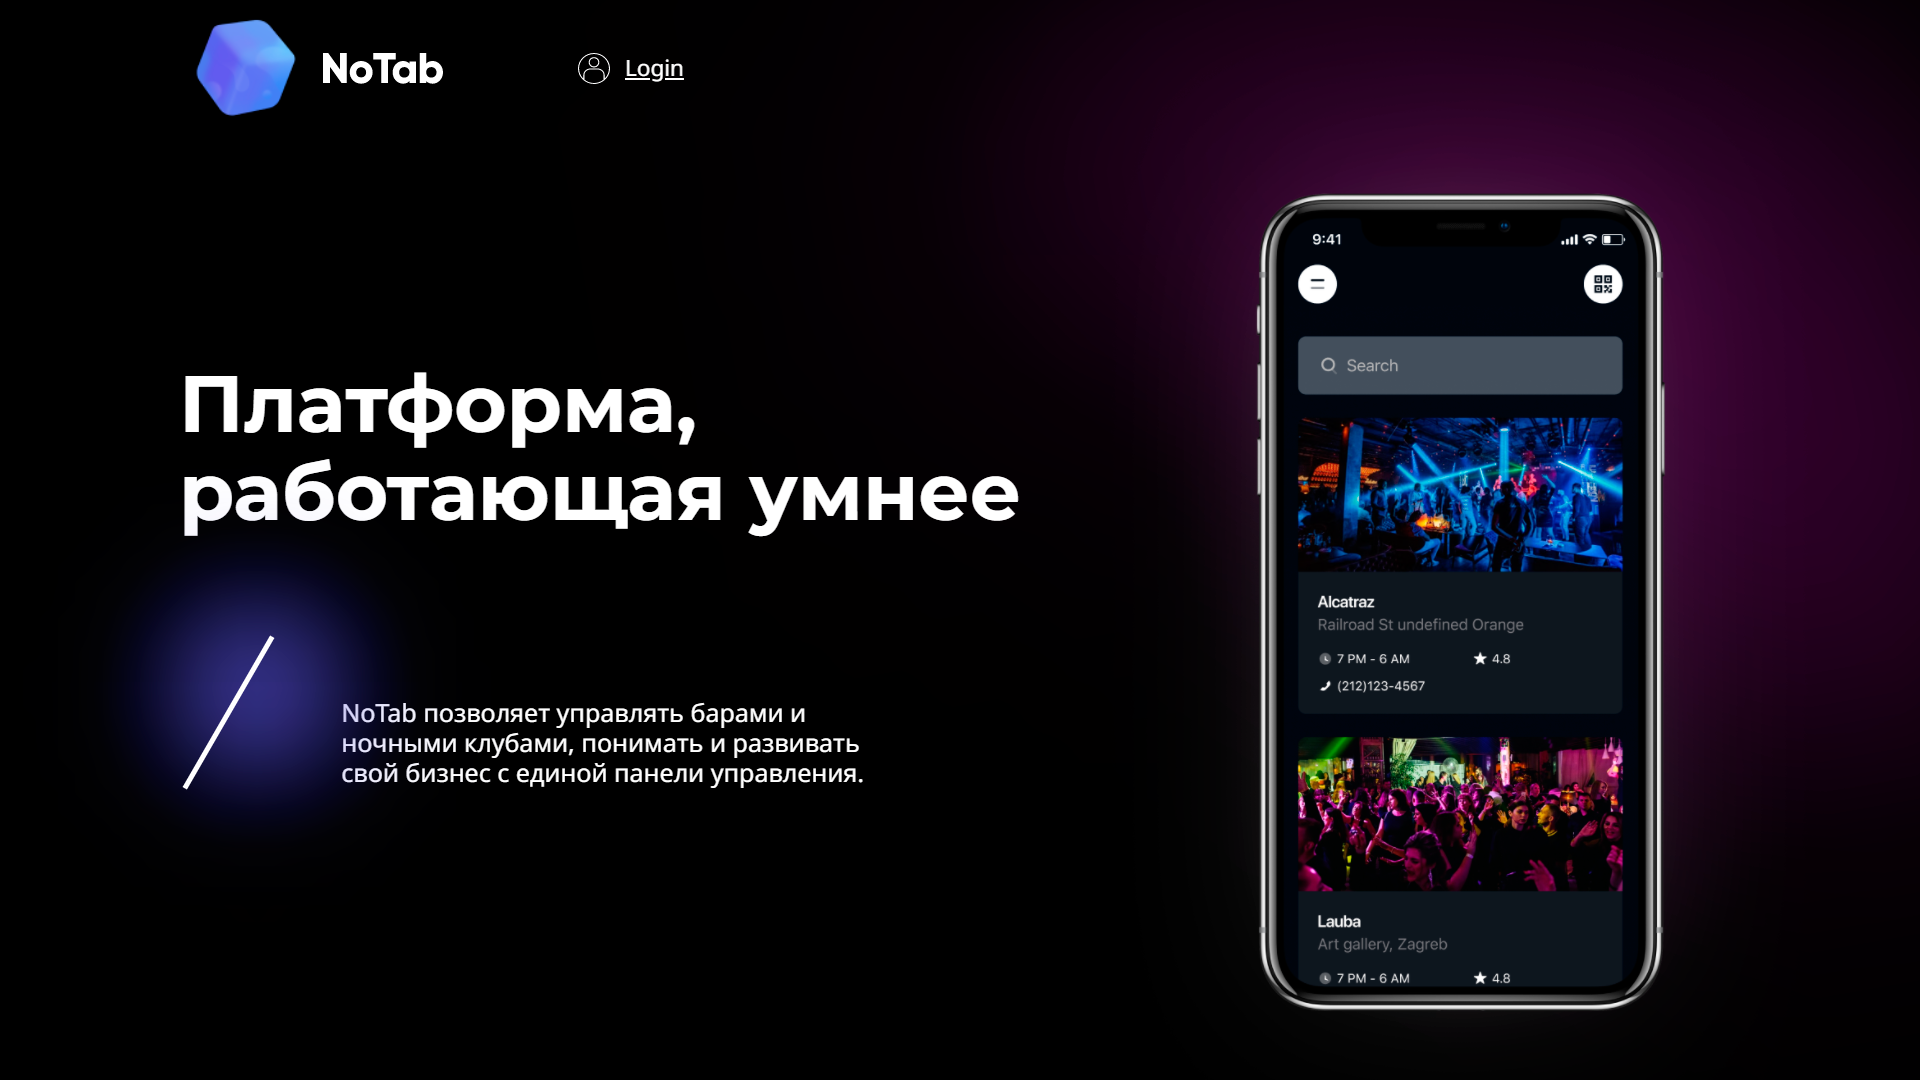 NoTab
Login
Платформа,
работающая умнее
NoTab позволяет управлять барами и
ночными клубами, понимать и развивать
свой бизнес с единой панели управления.
9:41
Search
Alcatraz
Railroad St undefined Orange
7 PM - 6 AM
4.8
(212)123-4567
Lauba
Art gallery, Zagreb
7 PM - 6 AM
4.8